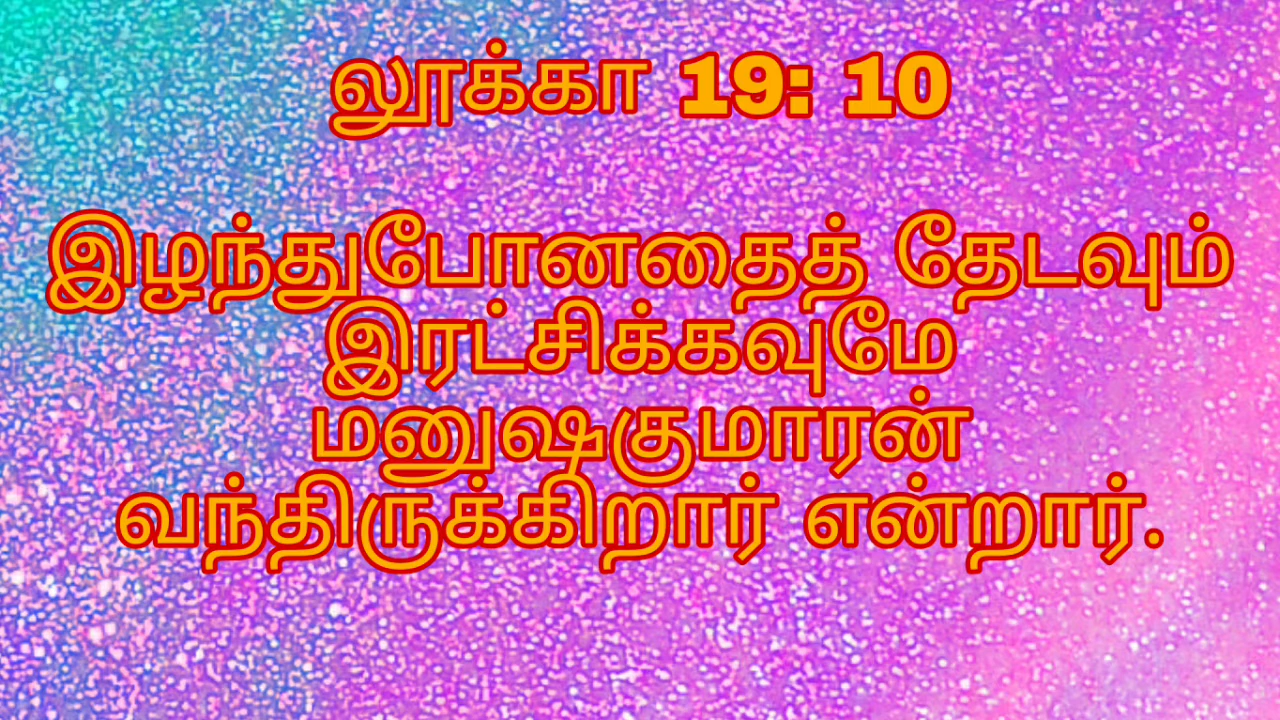 லூக்கா 19: 10
இழந்துபோனதைத் தேடவும்
இரட்சிக்கவுமே
மனுஷகுமாரன்
வந்திருக்கிறார் என்றார்.